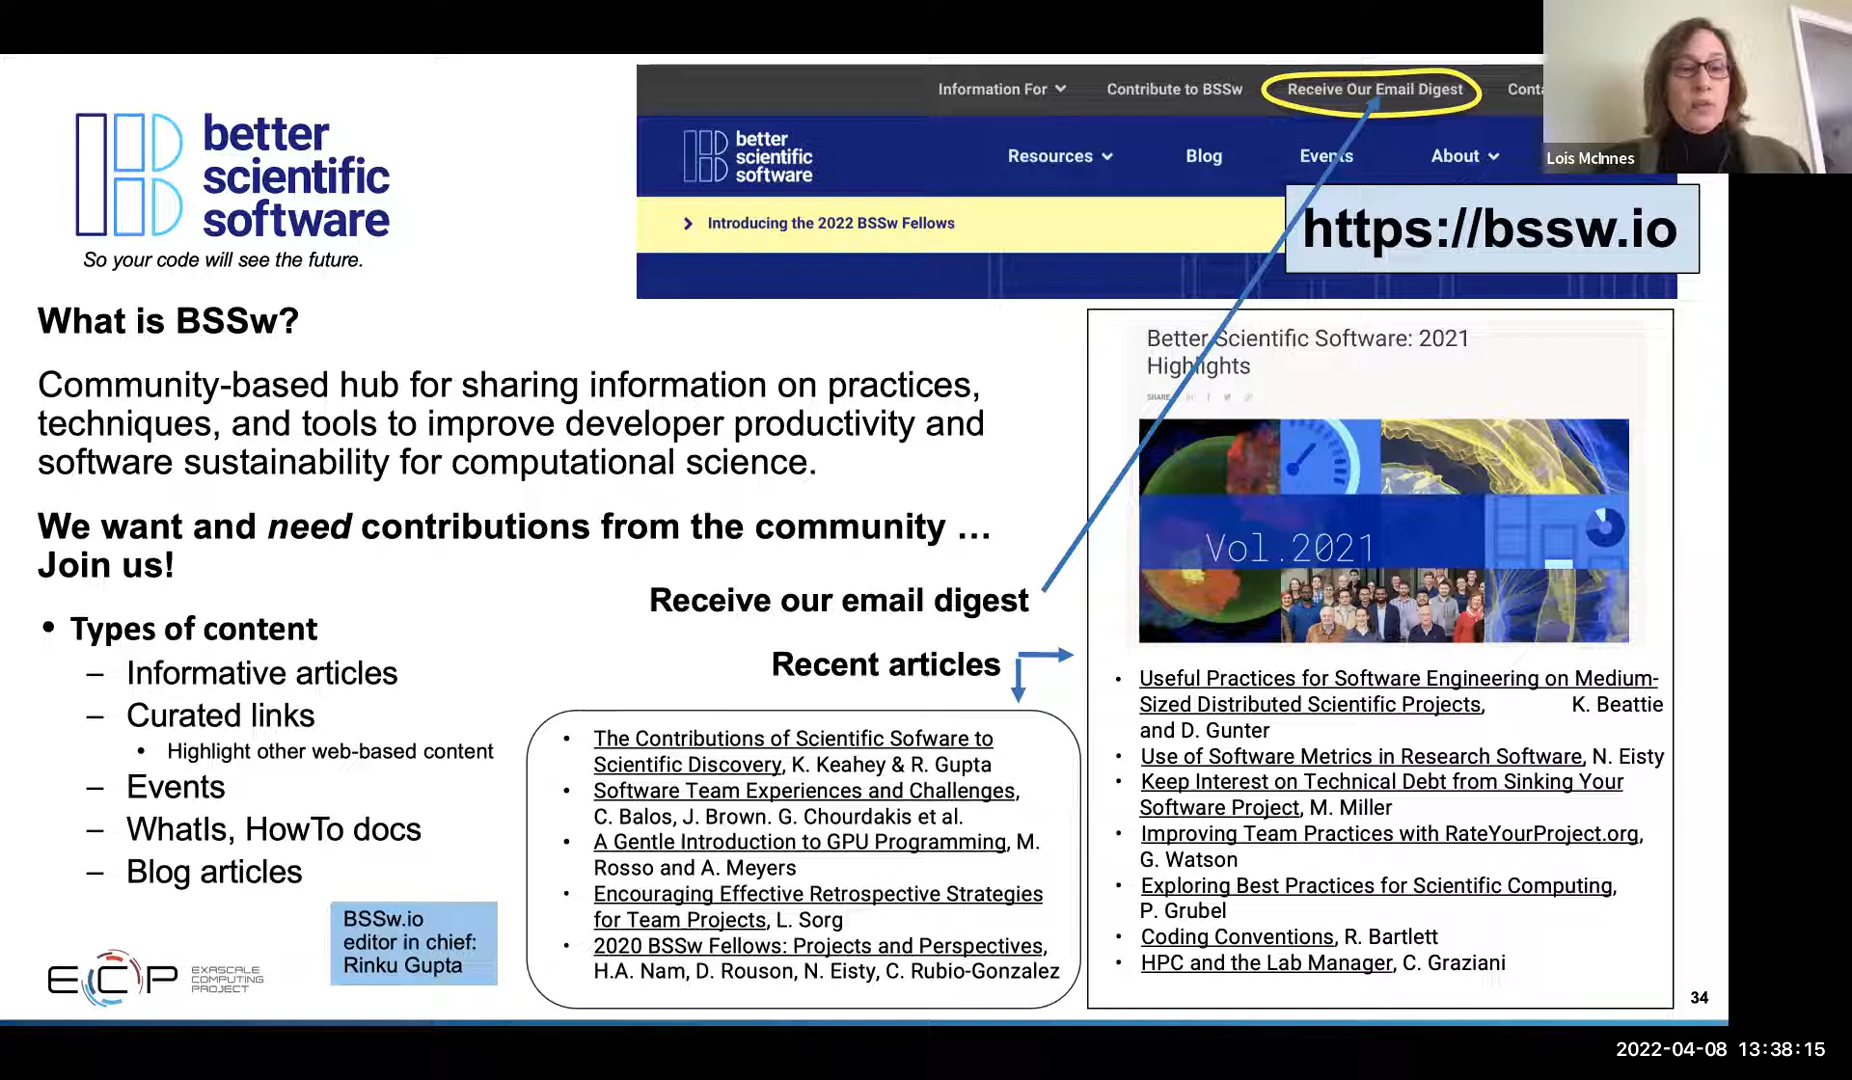 Information For
Contribute to BSSw
Receive Our Email Digest
Conta
better
scientific
software
Resources
Blog
Events
About
Introducing the 2022 BSSw Fellows
https://bssw.io
Lois McInnes
better
scientific
software
So your code will see the future.
What is BSSw?
Community-based hub for sharing information on practices,
techniques, and tools to improve developer productivity and
software sustainability for computational science.
We want and need contributions from the community …
Join us!
• Types of content
– Informative articles
– Curated links
• Highlight other web-based content
– Events
– WhatIs, HowTo docs
– Blog articles
BSSw.io
editor in chief:
Rinku Gupta
ECP EXASCALE
COMPUTING
PROJECT
Receive our email digest
Recent articles
• The Contributions of Scientific Sofware to
Scientific Discovery, K. Keahey & R. Gupta
• Software Team Experiences and Challenges,
C. Balos, J. Brown. G. Chourdakis et al.
• A Gentle Introduction to GPU Programming, M.
Rosso and A. Meyers
• Encouraging Effective Retrospective Strategies
for Team Projects, L. Sorg
• 2020 BSSw Fellows: Projects and Perspectives,
H.A. Nam, D. Rouson, N. Eisty, C. Rubio-Gonzalez
Better Scientific Software: 2021
Highlights
SHARE
Vol.2021
• Useful Practices for Software Engineering on Medium-
Sized Distributed Scientific Projects, K. Beattie
and D. Gunter
• Use of Software Metrics in Research Software, N. Eisty
• Keep Interest on Technical Debt from Sinking Your
Software Project, M. Miller
• Improving Team Practices with RateYourProject.org,
G. Watson
• Exploring Best Practices for Scientific Computing,
P. Grubel
• Coding Conventions, R. Bartlett
• HPC and the Lab Manager, C. Graziani
34
2022-04-08 13:38:15